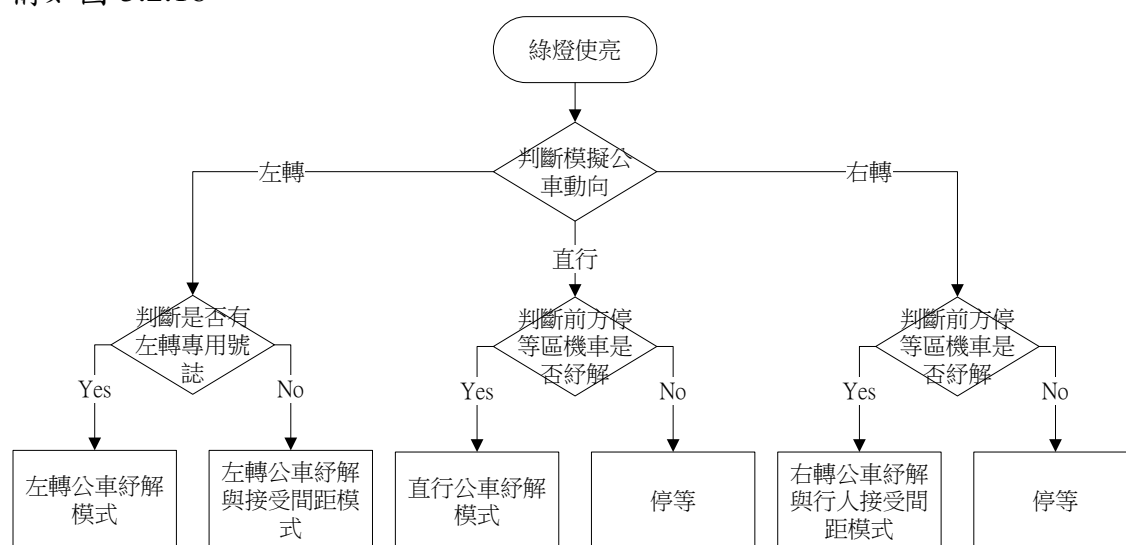 綠燈使亮
判斷模擬公
車動向
左轉
右轉
直行
判斷是否有
左轉專用號
誌
判斷前方停
等區機車是
否紓解
判斷前方停
等區機車是
否紓解
Yes
No
Yes
No
Yes
No
左轉公車紓解
模式
左轉公車紓解
與接受間距模
式
直行公車紓解
模式
停等
右轉公車紓解
與行人接受間
距模式
停等